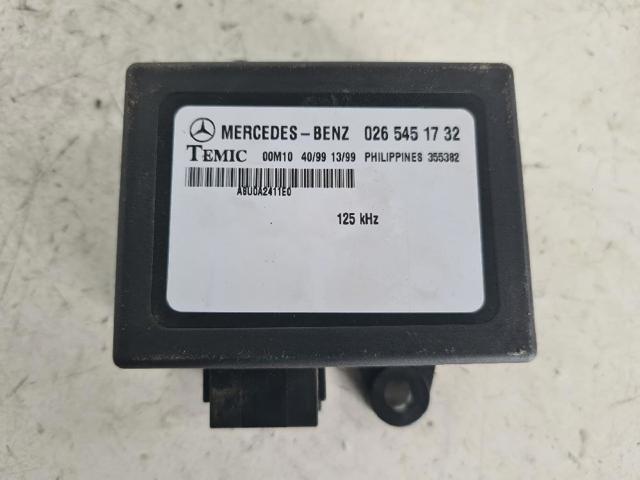 MERCEDES-BENZ 026 545 17 32
TEMIC 00M10 40/99 13/99 PHILIPPINES 355382
A9U0A2411E0
125 kHz